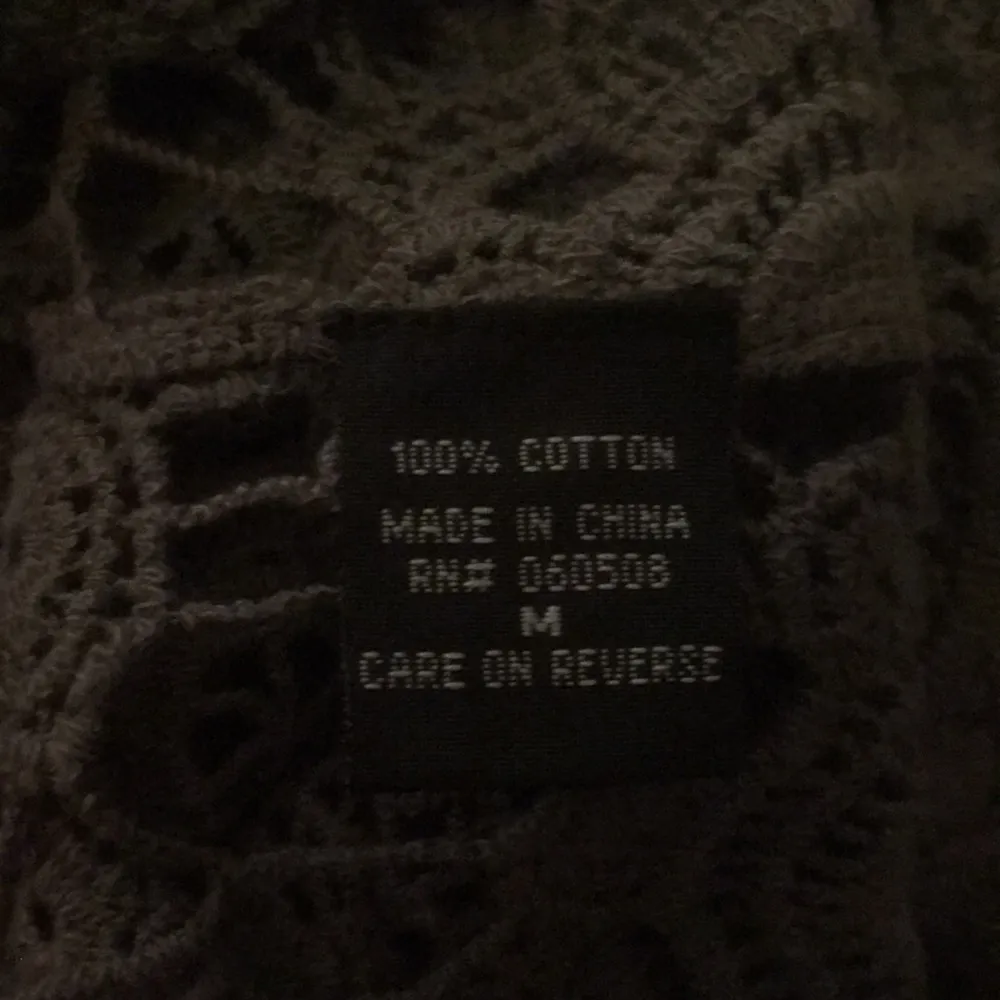 100% COTTON
MADE IN CHINA
RN# 060508
M
CARE ON REVERSE